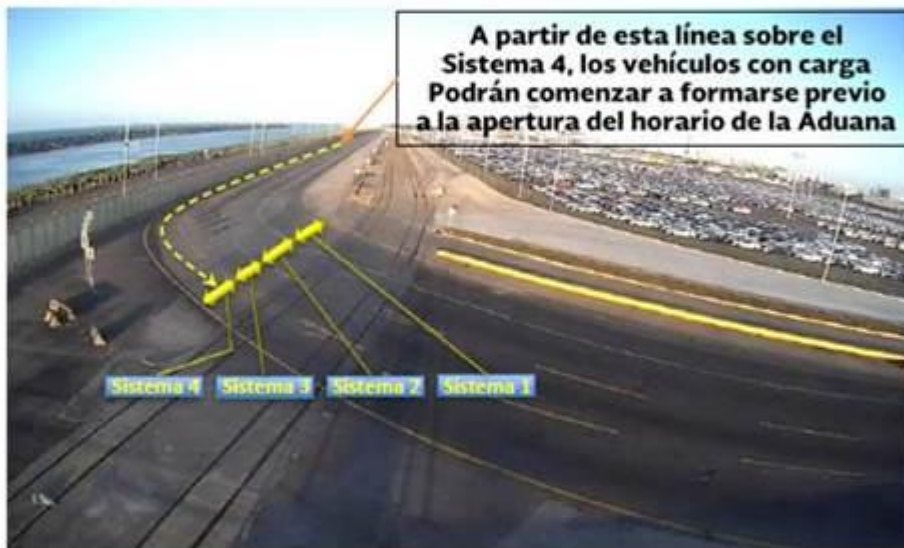 A partir de esta línea sobre el
Sistema 4, los vehículos con carga
Podrán comenzar a formarse previo
a la apertura del horario de la Aduana
Sistema 4
Sistema 3
Sistema 2
Sistema 1